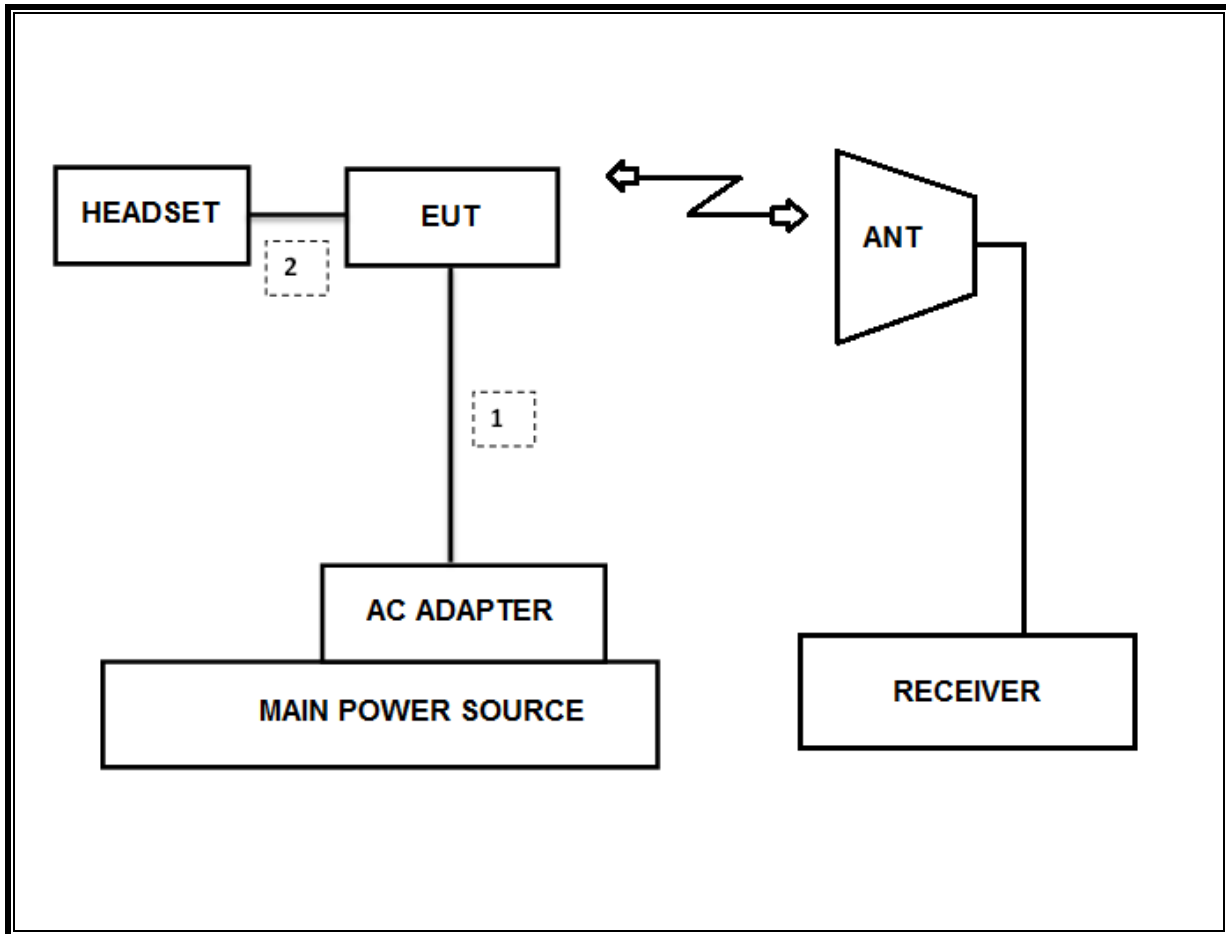 HEADSET
EUT
ANT
2
1
AC ADAPTER
MAIN POWER SOURCE
RECEIVER